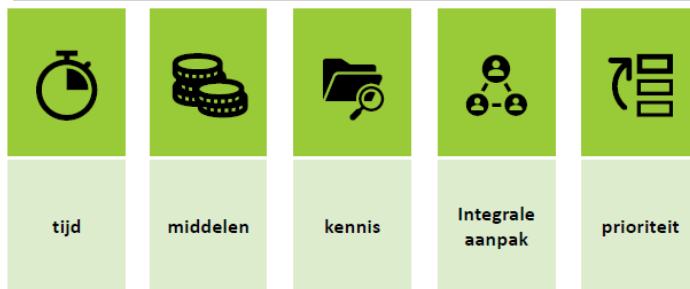 tijd
middelen
kennis
Integrale
aanpak
prioriteit